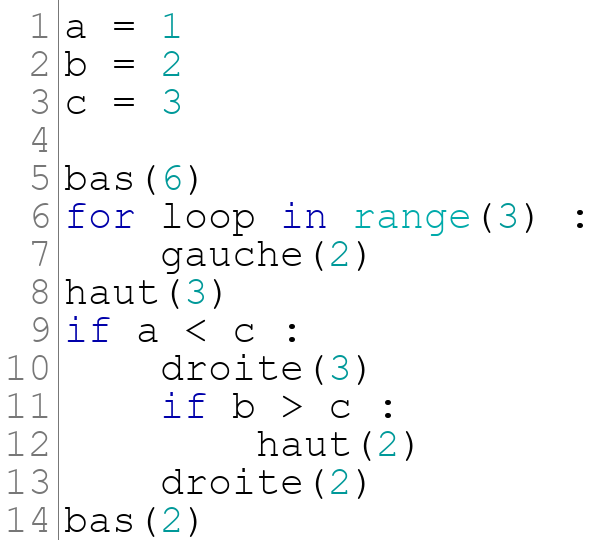 1 a = 1
2 b = 2
3 c = 3
4
5 bas(6)
6 for loop in range(3) :
7     gauche(2)
8 haut(3)
9 if a < c :
10     droite(3)
11     if b > c :
12         haut(2)
13     droite(2)
14 bas(2)